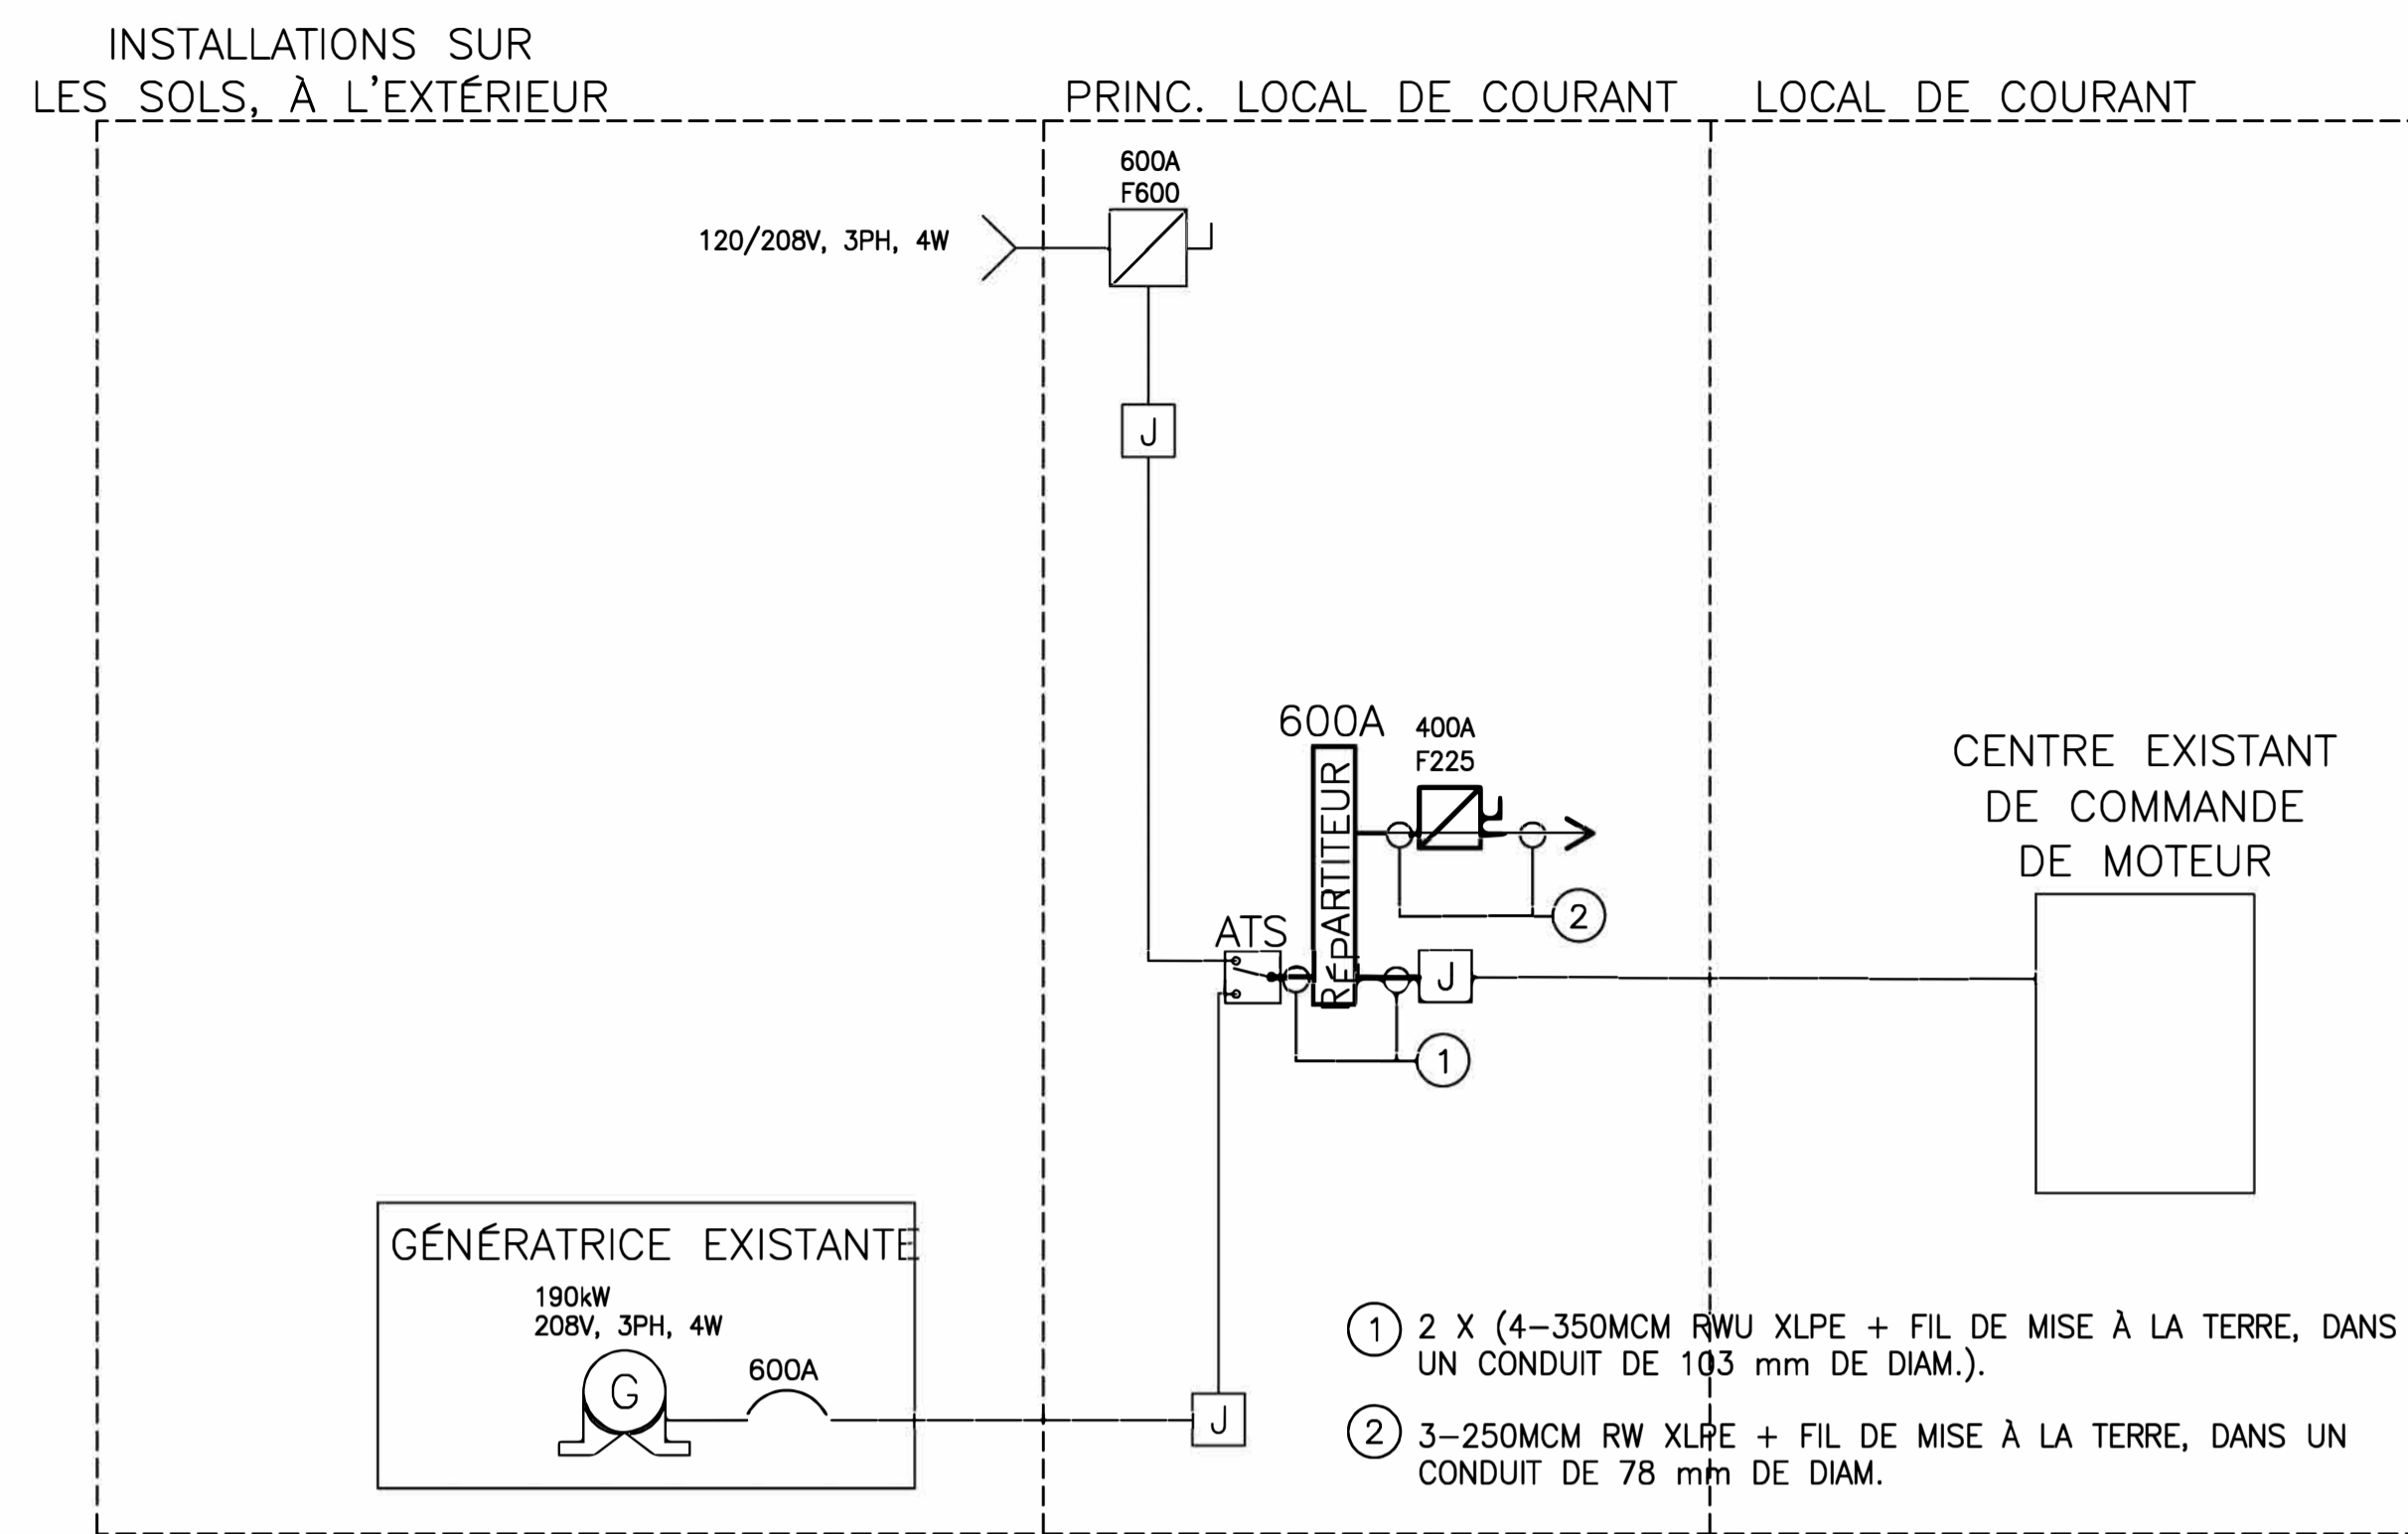 INSTALLATIONS SUR
LES SOLS, À L'EXTÉRIEUR
PRINC. LOCAL DE COURANT
LOCAL DE COURANT
600A
F600
120/208V, 3PH, 4W
J
600A
400A
F225
RÉPARTITEUR
2
ATS
J
1
CENTRE EXISTANT
DE COMMANDE
DE MOTEUR
GÉNÉRATRICE EXISTANTE
190kW
208V, 3PH, 4W
G
600A
J
1 2 X (4-350MCM RWU XLPE + FIL DE MISE À LA TERRE, DANS
UN CONDUIT DE 103 mm DE DIAM.).
2 3-250MCM RW XLPE + FIL DE MISE À LA TERRE, DANS UN
CONDUIT DE 78 mm DE DIAM.